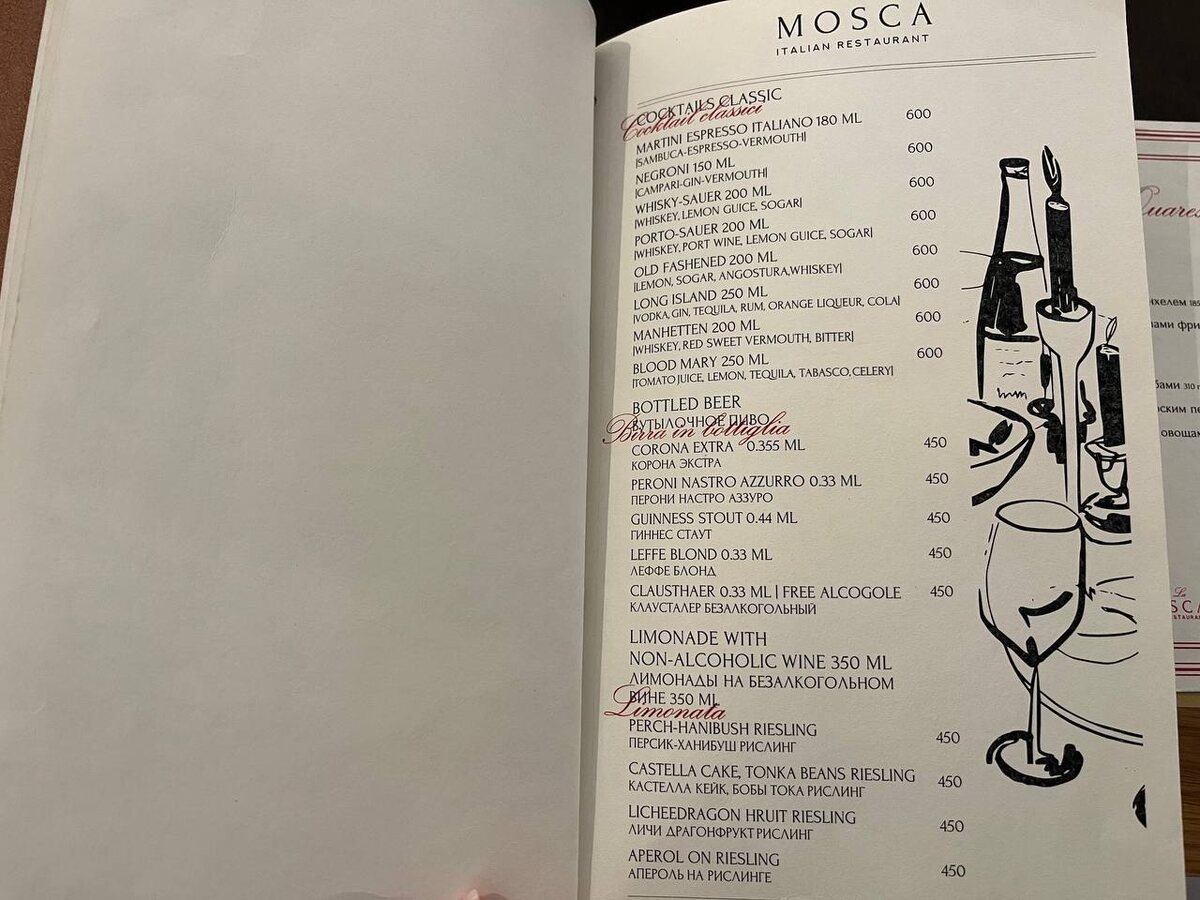 MOSCA
ITALIAN RESTAURANT
COCKTAILS CLASSIC
Cocktail classici
MARTINI ESPRESSO ITALIANO 180 ML 600
|SAMBUCA-ESPRESSO-VERMOUTH|
NEGRONI 150 ML 600
|CAMPARI-GIN-VERMOUTH|
WHISKY-SAUER 200 ML 600
|WHISKEY, LEMON GUICE, SOGAR|
PORTO-SAUER 200 ML 600
|WHISKEY, PORT WINE, LEMON GUICE, SOGAR|
OLD FASHENED 200 ML 600
|LEMON, SOGAR, ANGOSTURA,WHISKEY|
LONG ISLAND 250 ML 600
|VODKA, GIN, TEQUILA, RUM, ORANGE LIQUEUR, COLA|
MANHETTEN 200 ML 600
|WHISKEY, RED SWEET VERMOUTH, BITTER|
BLOOD MARY 250 ML 600
|TOMATO JUICE, LEMON, TEQUILA, TABASCO,CELERY|
BOTTLED BEER
БУТЫЛОЧНОЕ ПИВО
Birra in bottiglia
CORONA EXTRA 0.355 ML 450
КОРОНА ЭКСТРА
PERONI NASTRO AZZURRO 0.33 ML 450
ПЕРОНИ НАСТРО АЗЗУРО
GUINNESS STOUT 0.44 ML 450
ГИННЕС СТАУТ
LEFFE BLOND 0.33 ML 450
ЛЕФФЕ БЛОНД
CLAUSTHAER 0.33 ML | FREE ALCOGOLE 450
КЛАУСТАЛЕР БЕЗАЛКОГОЛЬНЫЙ
LIMONADE WITH
NON-ALCOHOLIC WINE 350 ML
ЛИМОНАДЫ НА БЕЗАЛКОГОЛЬНОМ
ВИНЕ 350 ML
Limonata
PERCH-HANIBUSH RIESLING 450
ПЕРСИК-ХАНИБУШ РИСЛИНГ
CASTELLA CAKE, TONKA BEANS RIESLING 450
КАСТЕЛЛА КЕЙК, БОБЫ ТОКА РИСЛИНГ
LICHEEDRAGON HRUIT RIESLING 450
ЛИЧИ ДРАГОНФРУКТ РИСЛИНГ
APEROL ON RIESLING 450
АПЕРОЛЬ НА РИСЛИНГЕ